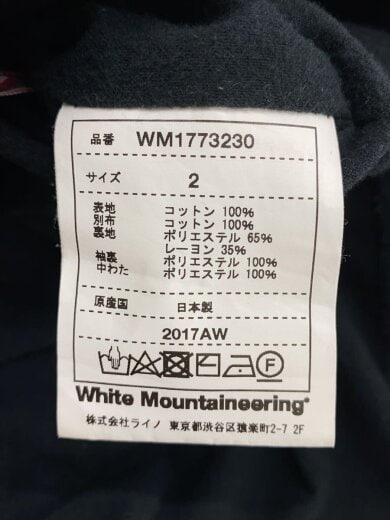 品番 WM1773230
サイズ 2
表地 コットン 100%
別布 コットン 100%
裏地 ポリエステル 65%
レーヨン 35%
袖裏 ポリエステル 100%
中わた ポリエステル 100%
原産国 日本製
2017AW
F
White Mountaineering®
株式会社ライノ 東京都渋谷区猿楽町2-7 2F